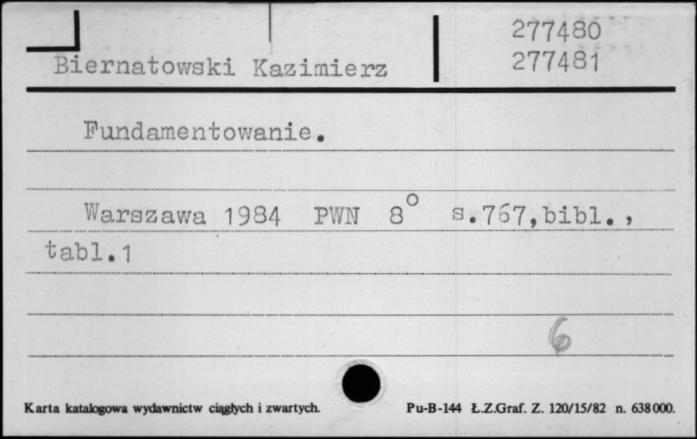 277480
Biernatowski Kazimierz 277481
Fundamentowanie.
Warszawa 1984 PWN 8° s.767,bibl.,
tabl.1
6
Karta katalogowa wydawnictw ciągłych i zwartych. Pu-B-144 Ł.Z.Graf. Z. 120/15/82 n. 638000.